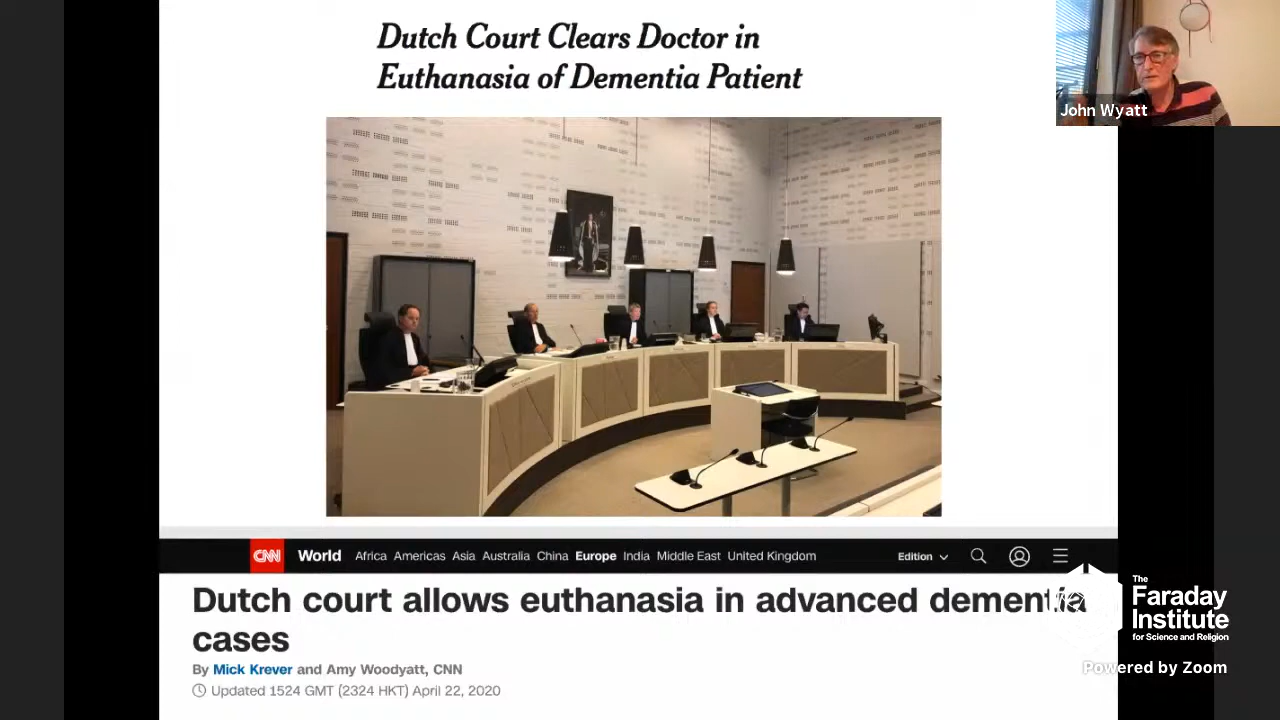 Dutch Court Clears Doctor in
Euthanasia of Dementia Patient
John Wyatt
CNN World Africa Americas Asia Australia China Europe India Middle East United Kingdom Edition
Dutch court allows euthanasia in advanced dementia
cases
By Mick Krever and Amy Woodyatt, CNN
Updated 1524 GMT (2324 HKT) April 22, 2020
The
Faraday
Institute
for Science and Religion
Powered by Zoom